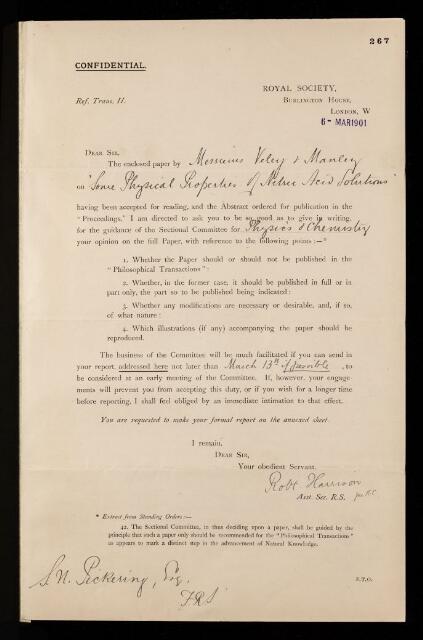 267
CONFIDENTIAL.
Ref. Trans. II.
ROYAL SOCIETY,
BURLINGTON HOUSE,
LONDON, W
6 - MAR 1901
DEAR SIR,
The enclosed paper by Messieurs Veley & Manley
on "Some Physical Properties of Nitric Acid Solutions"
having been accepted for reading, and the Abstract ordered for publication in the
"Proceedings," I am directed to ask you to be so good as to give in writing,
for the guidance of the Sectional Committee for Physics & Chemistry
your opinion on the full Paper, with reference to the following points :—*
1. Whether the Paper should or should not be published in the
"Philosophical Transactions" :
2. Whether, in the former case, it should be published in full or in
part only, the part so to be published being indicated :
3. Whether any modifications are necessary or desirable, and, if so,
of what nature :
4. Which illustrations (if any) accompanying the paper should be
reproduced.
The business of the Committee will be much facilitated if you can send in
your report, addressed here not later than March 13th if possible , to
be considered at an early meeting of the Committee. If, however, your engage-
ments will prevent you from accepting this duty, or if you wish for a longer time
before reporting, I shall feel obliged by an immediate intimation to that effect.
You are requested to make your formal report on the annexed sheet.
I remain,
DEAR SIR,
Your obedient Servant,
Robt Harrison
Asst. Sec. R.S.
* Extract from Standing Orders :—
42. The Sectional Committee, in thus deciding upon a paper, shall be guided by the
principle that such a paper only should be recommended for the "Philosophical Transactions"
as appears to mark a distinct step in the advancement of Natural Knowledge.
S.U. Pickering, Esq.
FRS
P.T.O.